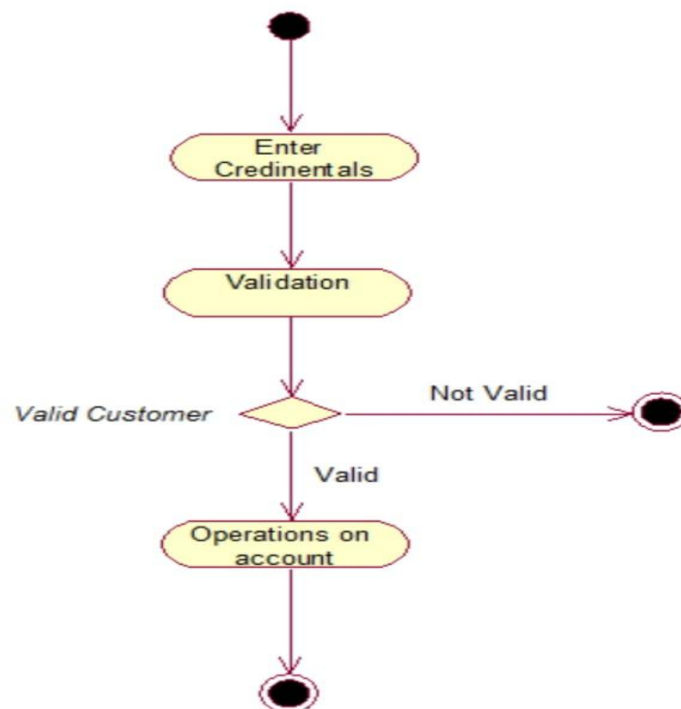 Enter
Credinentals
Validation
Not Valid
Valid Customer
Valid
Operations on
account